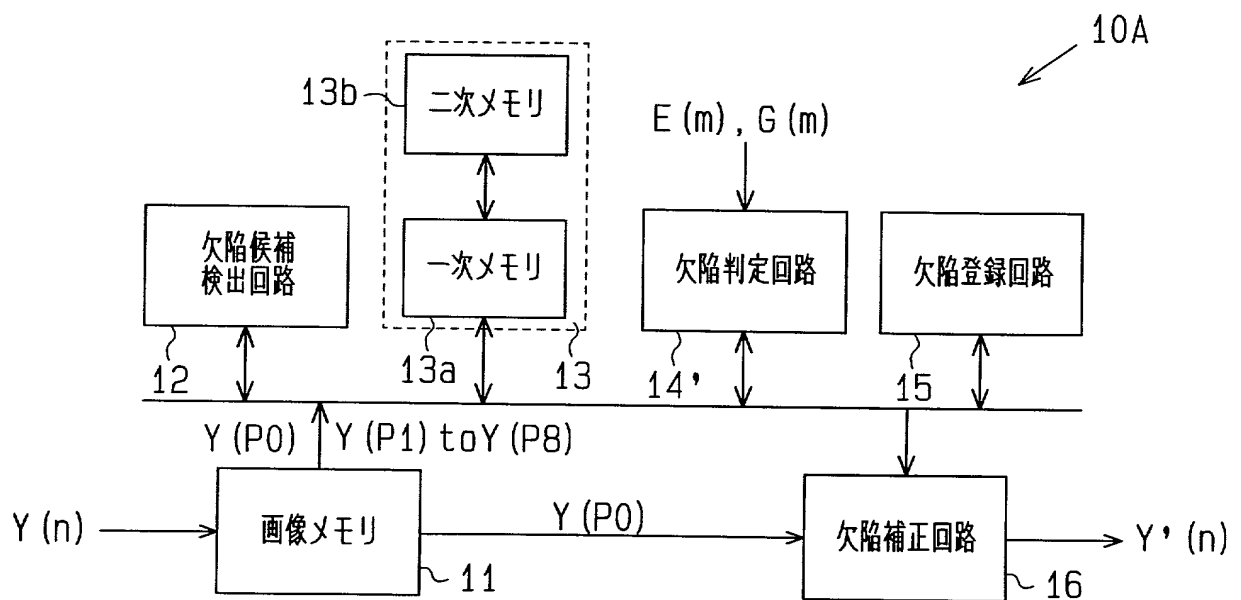 10A
二次メモリ
13b
E(m), G(m)
欠陥候補
検出回路
一次メモリ
欠陥判定回路
欠陥登録回路
12
13a
13
14'
15
Y(P0) Y(P1)toY(P8)
Y(n)
画像メモリ
Y(P0)
欠陥補正回路
Y'(n)
11
16